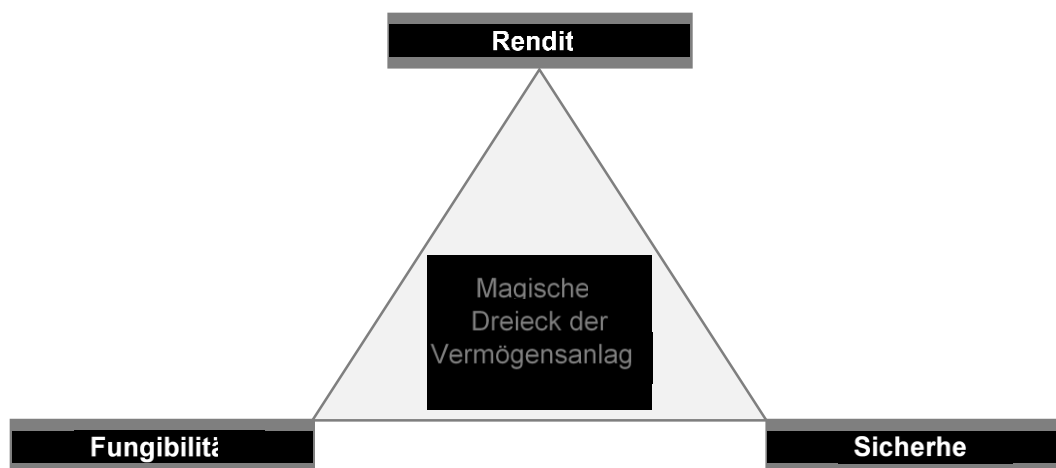 Rendit
Magische
Dreieck der
Vermögensanlag
Fungibilitä
Sicherhe